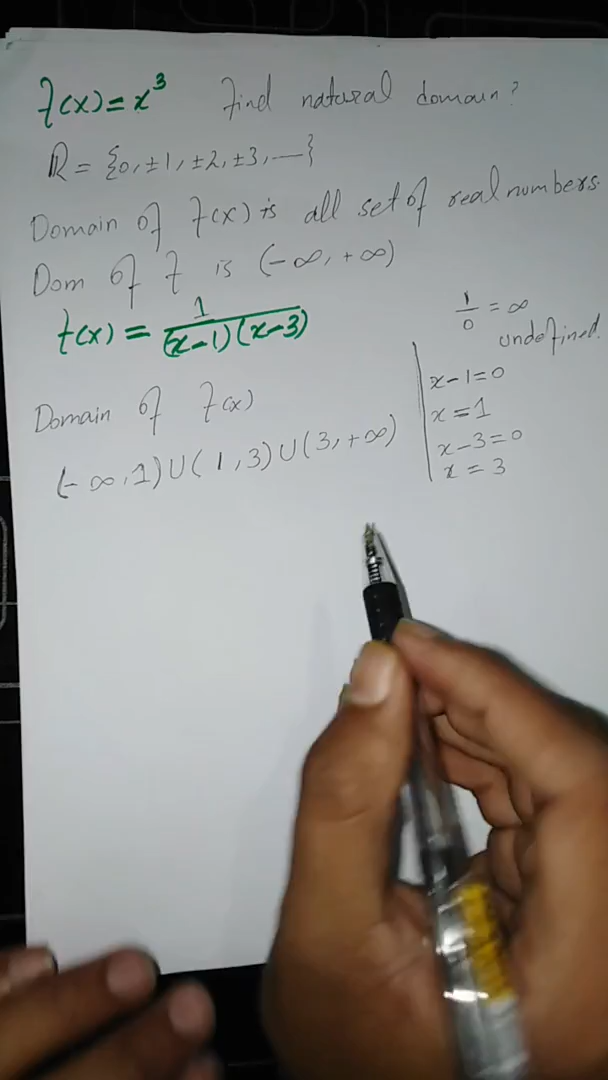 f(x) = x³ Find natural domain?
ℝ = {0, ±1, ±2, ±3, ---}
Domain of f(x) is all set of real numbers.
Dom of f is (-∞, +∞)
f(x) = 1/((x-1)(x-3))
1/0 = ∞
undefined.
Domain of f(x)
(-∞, 1) ∪ (1, 3) ∪ (3, +∞)
x-1=0
x=1
x-3=0
x=3